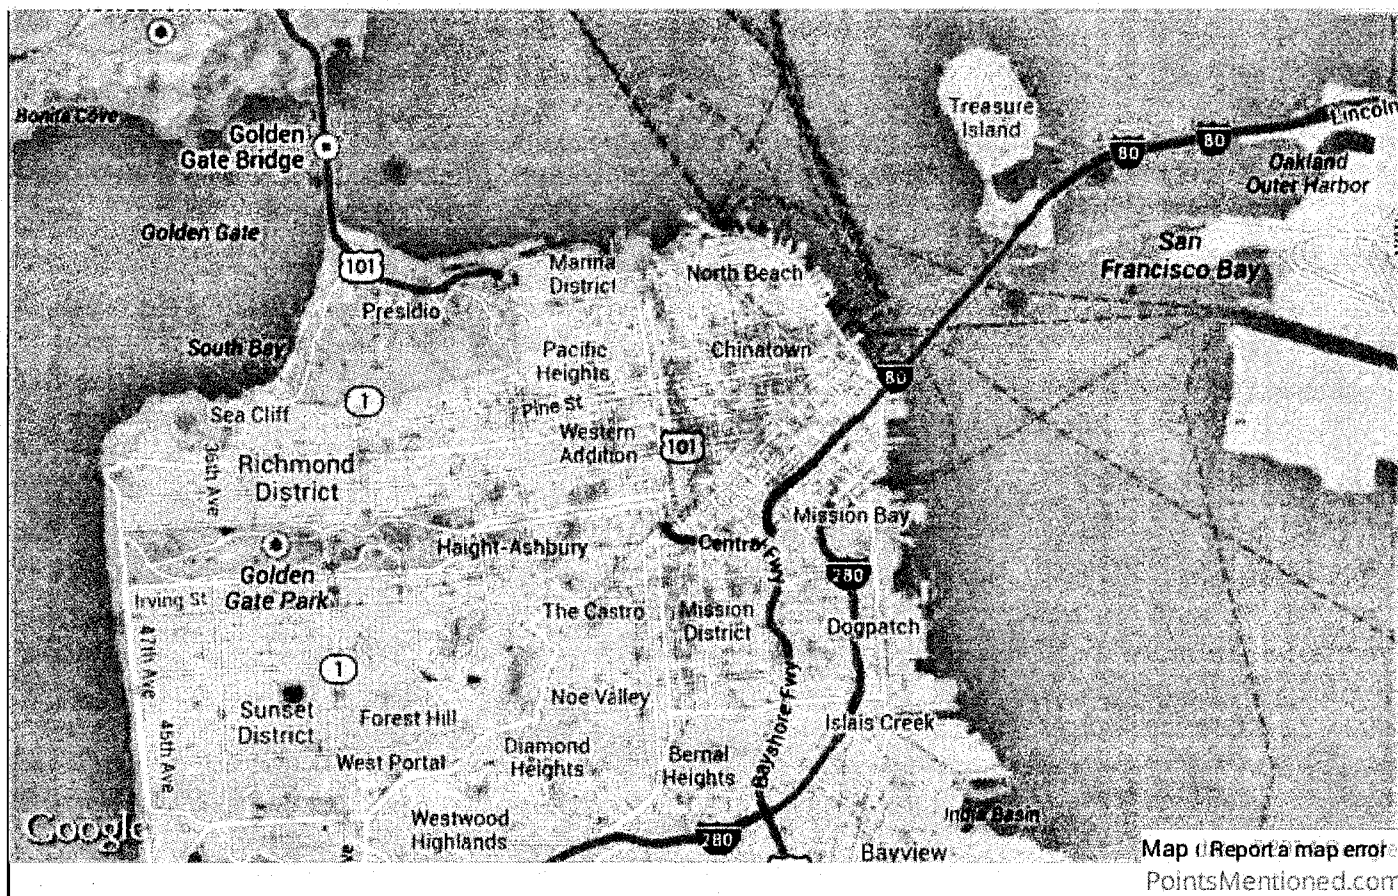 Bonita Cove
Golden
Gate Bridge
Golden Gate
101
Presidio
Marina
District
North Beach
Treasure
Island
80
80
Lincoln
Oakland
Outer Harbor
San
Francisco Bay
South Bay
Pacific
Heights
Chinatown
80
Sea Cliff
1
Pine St
Western
Addition
101
36th Ave
Richmond
District
Mission Bay
Haight-Ashbury
Central Fwy
280
Golden
Gate Park
Irving St
The Castro
Mission
District
Dogpatch
47th Ave
1
Sunset
District
Forest Hill
Noe Valley
Islais Creek
45th Ave
West Portal
Diamond
Heights
Bernal
Heights
Bayshore Fwy
Westwood
Highlands
280
India Basin
Bayview
Google
Map
Report a map error
PointsMentioned.com